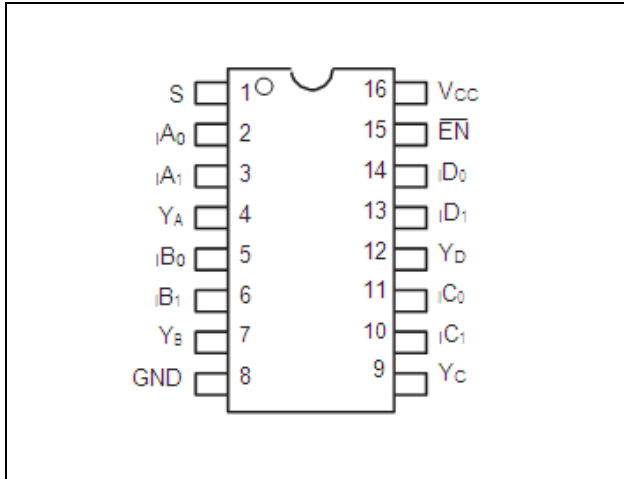 S 1 16 VCC
IA0 2 15 EN
IA1 3 14 ID0
YA 4 13 ID1
IB0 5 12 YD
IB1 6 11 IC0
YB 7 10 IC1
GND 8 9 YC